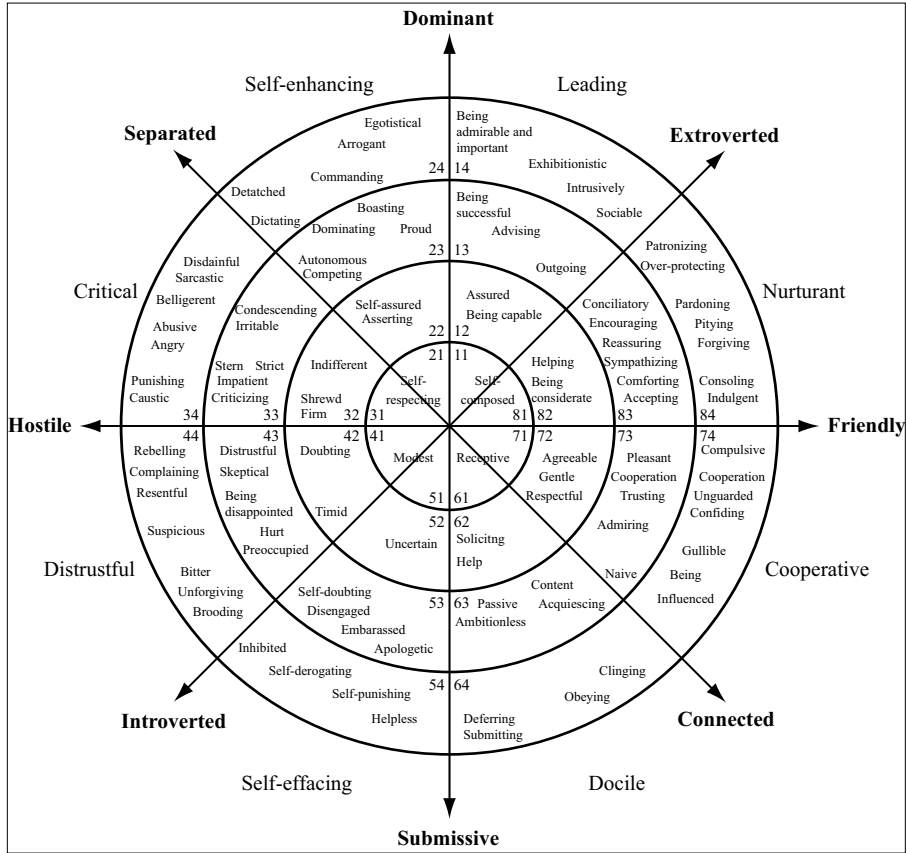 Dominant
Self-enhancing
Leading
Separated
Extroverted
Egotistical
Arrogant
Commanding
24
14
Being
admirable and
important
Exhibitionistic
Intrusively
Sociable
Detatched
Dictating
Boasting
Dominating
Proud
23
13
Being
successful
Advising
Outgoing
Patronizing
Over-protecting
Critical
Nurturant
Disdainful
Sarcastic
Belligerent
Abusive
Angry
Punishing
Caustic
34
Autonomous
Competing
Condescending
Irritable
Stern Strict
Impatient
Criticizing
33
Self-assured
Asserting
22
12
Assured
Being capable
Indifferent
Shrewd
Firm
32
21
11
Self-
respecting
31
Self-
composed
81
Helping
Being
considerate
82
Conciliatory
Encouraging
Reassuring
Sympathizing
Comforting
Accepting
83
Pardoning
Pitying
Forgiving
Consoling
Indulgent
84
Hostile
Friendly
44
Rebelling
Complaining
Resentful
Suspicious
Bitter
Unforgiving
Brooding
43
Distrustful
Skeptical
Being
disappointed
Hurt
Preoccupied
42
Doubting
Timid
41
Modest
51
71
Receptive
61
72
Agreeable
Gentle
Respectful
73
Pleasant
Cooperation
Trusting
Admiring
Naive
74
Compulsive
Cooperation
Unguarded
Confiding
Gullible
Being
Influenced
52
Uncertain
62
Solicitng
Help
Distrustful
Cooperative
Self-doubting
Disengaged
Embarassed
Apologetic
53
63
Passive
Ambitionless
Content
Acquiescing
Inhibited
Self-derogating
Self-punishing
Helpless
54
64
Deferring
Submitting
Clinging
Obeying
Introverted
Connected
Self-effacing
Docile
Submissive